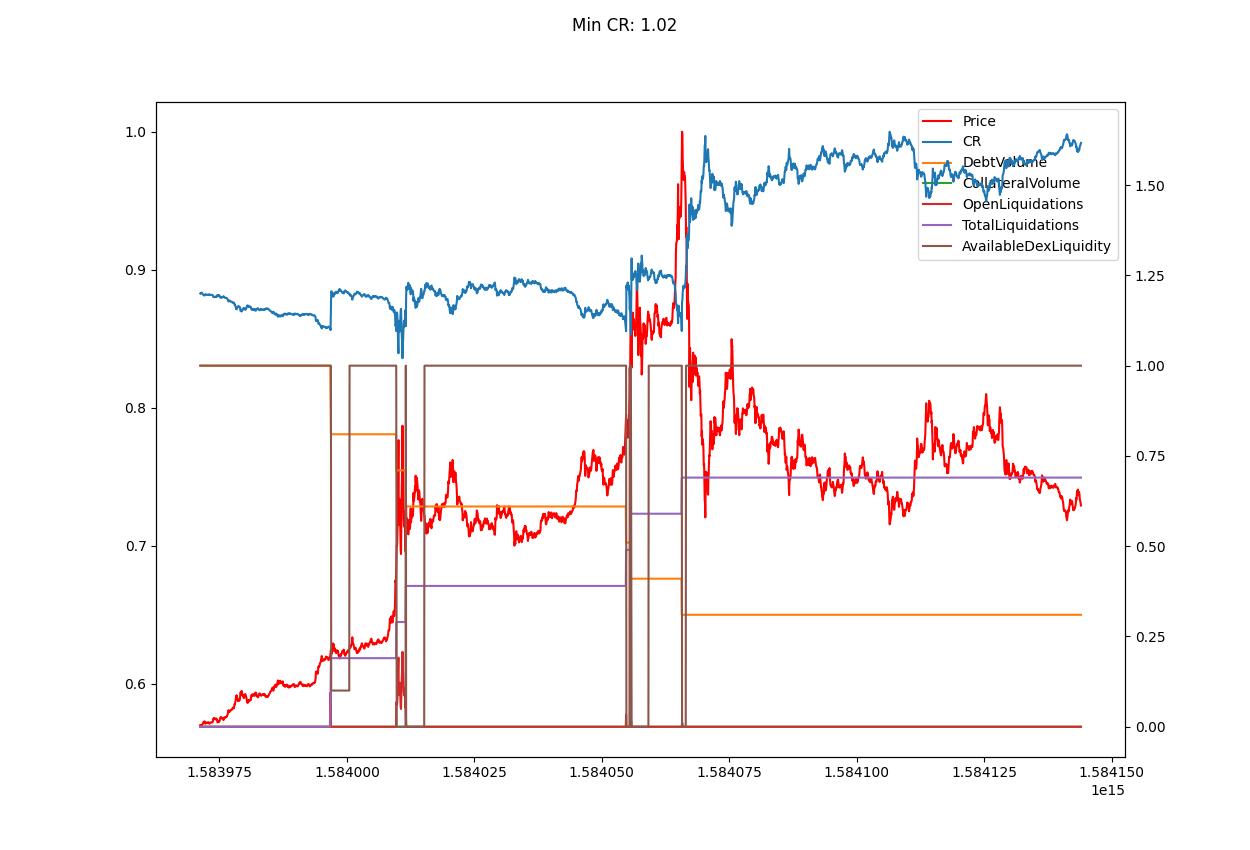 Min CR: 1.02
1.0
0.9
0.8
0.7
0.6
Price
CR
DebtVolume
CollateralVolume
OpenLiquidations
TotalLiquidations
AvailableDexLiquidity
1.50
1.25
1.00
0.75
0.50
0.25
0.00
1.583975 1.584000 1.584025 1.584050 1.584075 1.584100 1.584125 1.584150
1e15